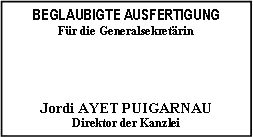 BEGLAUBIGTE AUSFERTIGUNG
Für die Generalsekretärin
Jordi AYET PUIGARNAU
Direktor der Kanzlei